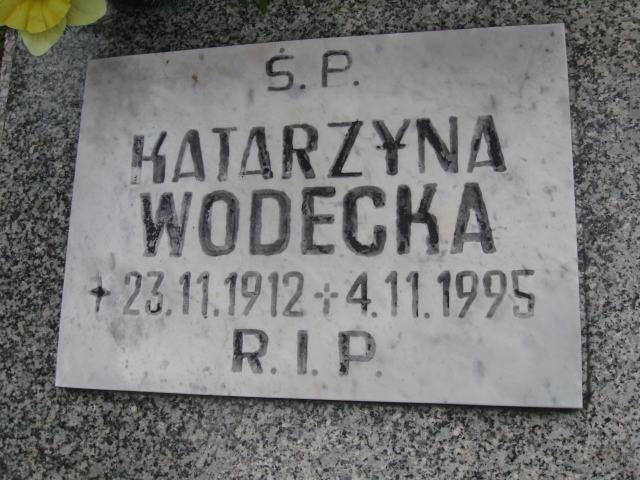 Ś.P.
KATARZYNA
WODECKA
+23.11.1912 +4.11.1995
R.I.P.